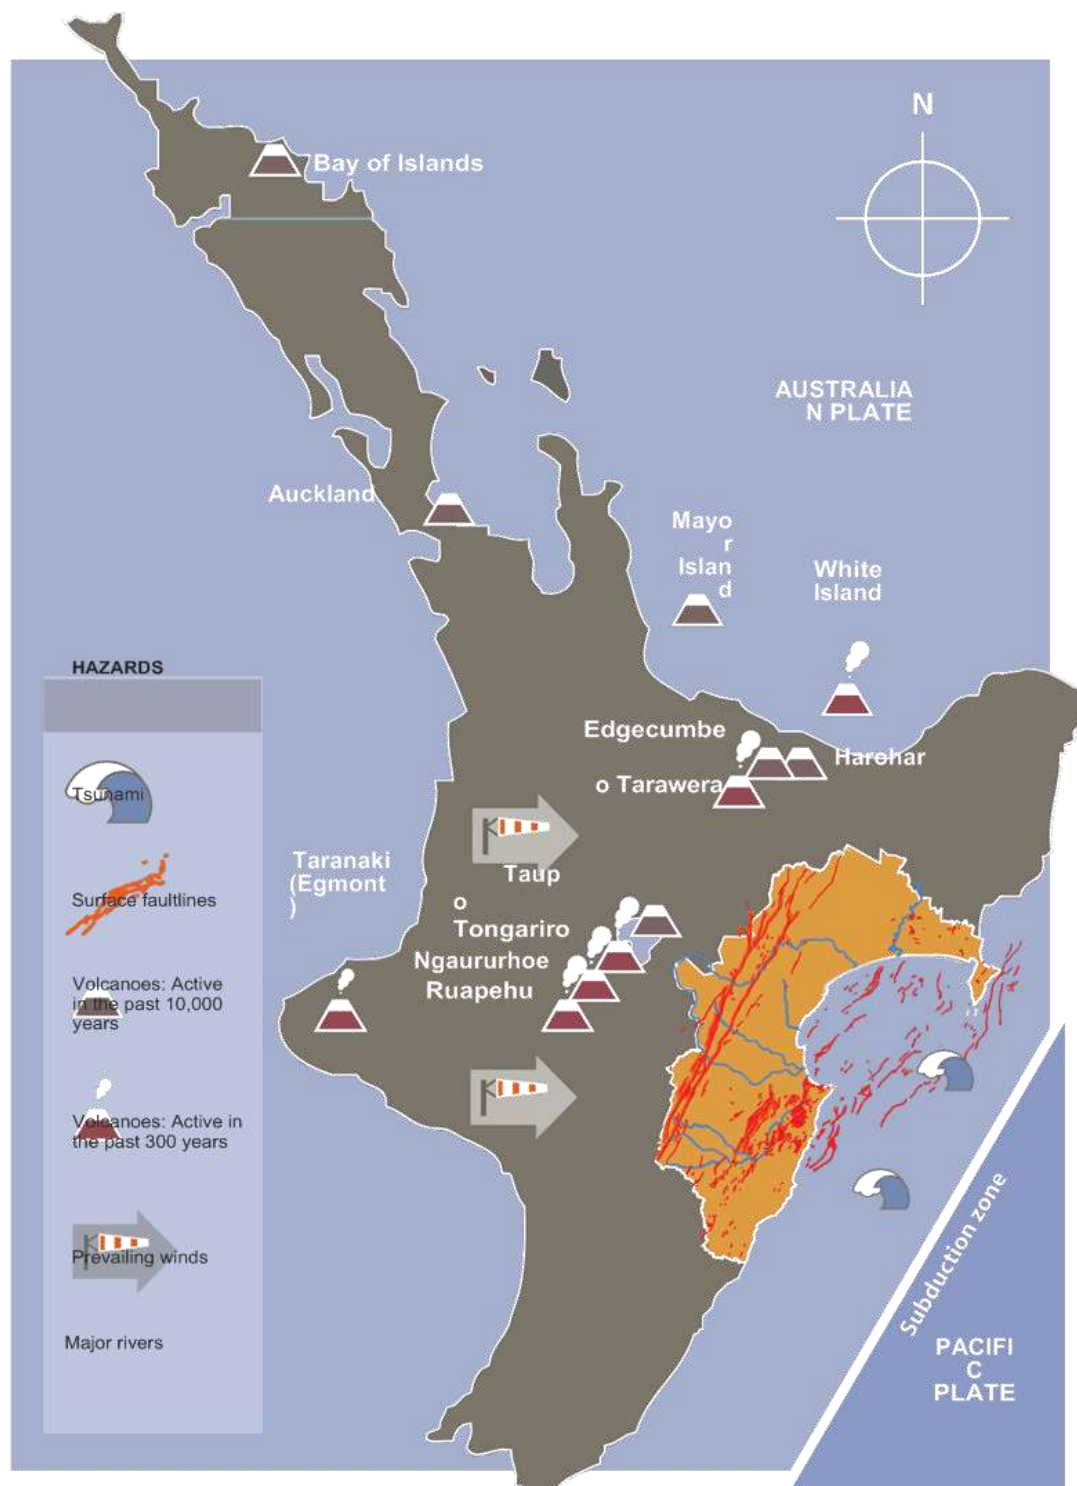 N
Bay of Islands
AUSTRALIA
N PLATE
Auckland
Mayo
r
Islan
d
White
Island
HAZARDS
Edgecumbe
Harohar
o Tarawera
Tsunami
Taranaki
(Egmont
)
Taup
o
Tongariro
Ngaururhoe
Ruapehu
Surface faultlines
Volcanoes: Active
in the past 10,000
years
Volcanoes: Active in
the past 300 years
Prevailing winds
Major rivers
Subduction zone
PACIFI
C
PLATE